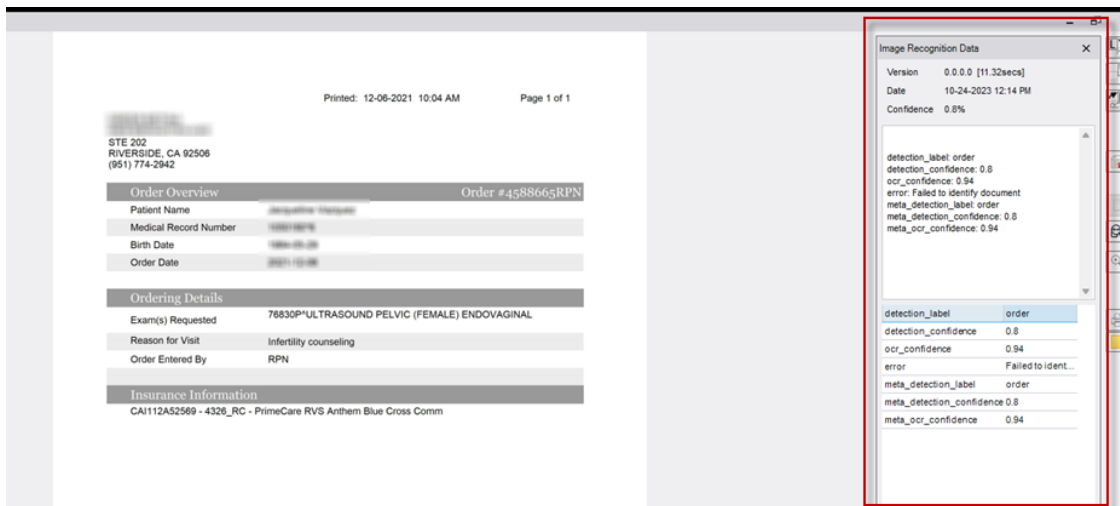 Printed: 12-06-2021 10:04 AM Page 1 of 1
STE 202
RIVERSIDE, CA 92506
(951) 774-2942
Order Overview Order #4588665RPN
Patient Name
Medical Record Number
Birth Date
Order Date
Ordering Details
Exam(s) Requested 76830P^ULTRASOUND PELVIC (FEMALE) ENDOVAGINAL
Reason for Visit Infertility counseling
Order Entered By RPN
Insurance Information
CAI112A52569 - 4326_RC - PrimeCare RVS Anthem Blue Cross Comm
Image Recognition Data
Version 0.0.0.0 [11.32secs]
Date 10-24-2023 12:14 PM
Confidence 0.8%
detection_label: order
detection_confidence: 0.8
ocr_confidence: 0.94
error: Failed to identify document
meta_detection_label: order
meta_detection_confidence: 0.8
meta_ocr_confidence: 0.94
detection_label order
detection_confidence 0.8
ocr_confidence 0.94
error Failed to ident...
meta_detection_label order
meta_detection_confidence 0.8
meta_ocr_confidence 0.94